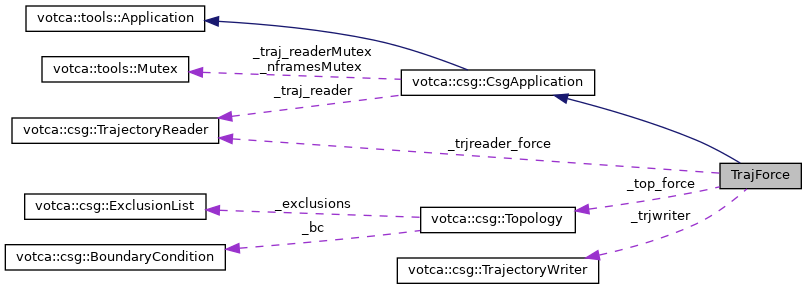 votca::tools::Application
_traj_readerMutex
_nframesMutex
votca::tools::Mutex
votca::csg::CsgApplication
_traj_reader
votca::csg::TrajectoryReader
_trjreader_force
TrajForce
_top_force
_exclusions
votca::csg::ExclusionList
_trjwriter
votca::csg::Topology
_bc
votca::csg::BoundaryCondition
votca::csg::TrajectoryWriter